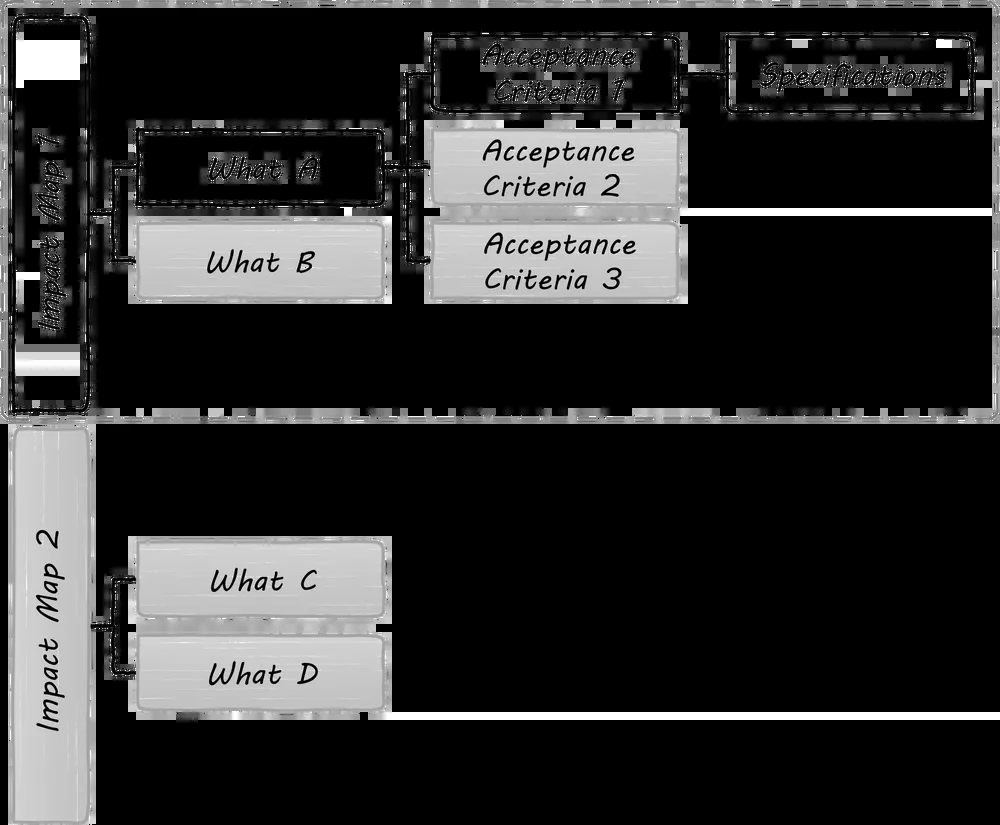 Impact Map 1
What A
What B
Acceptance
Criteria 1
Acceptance
Criteria 2
Acceptance
Criteria 3
Specifications
Impact Map 2
What C
What D